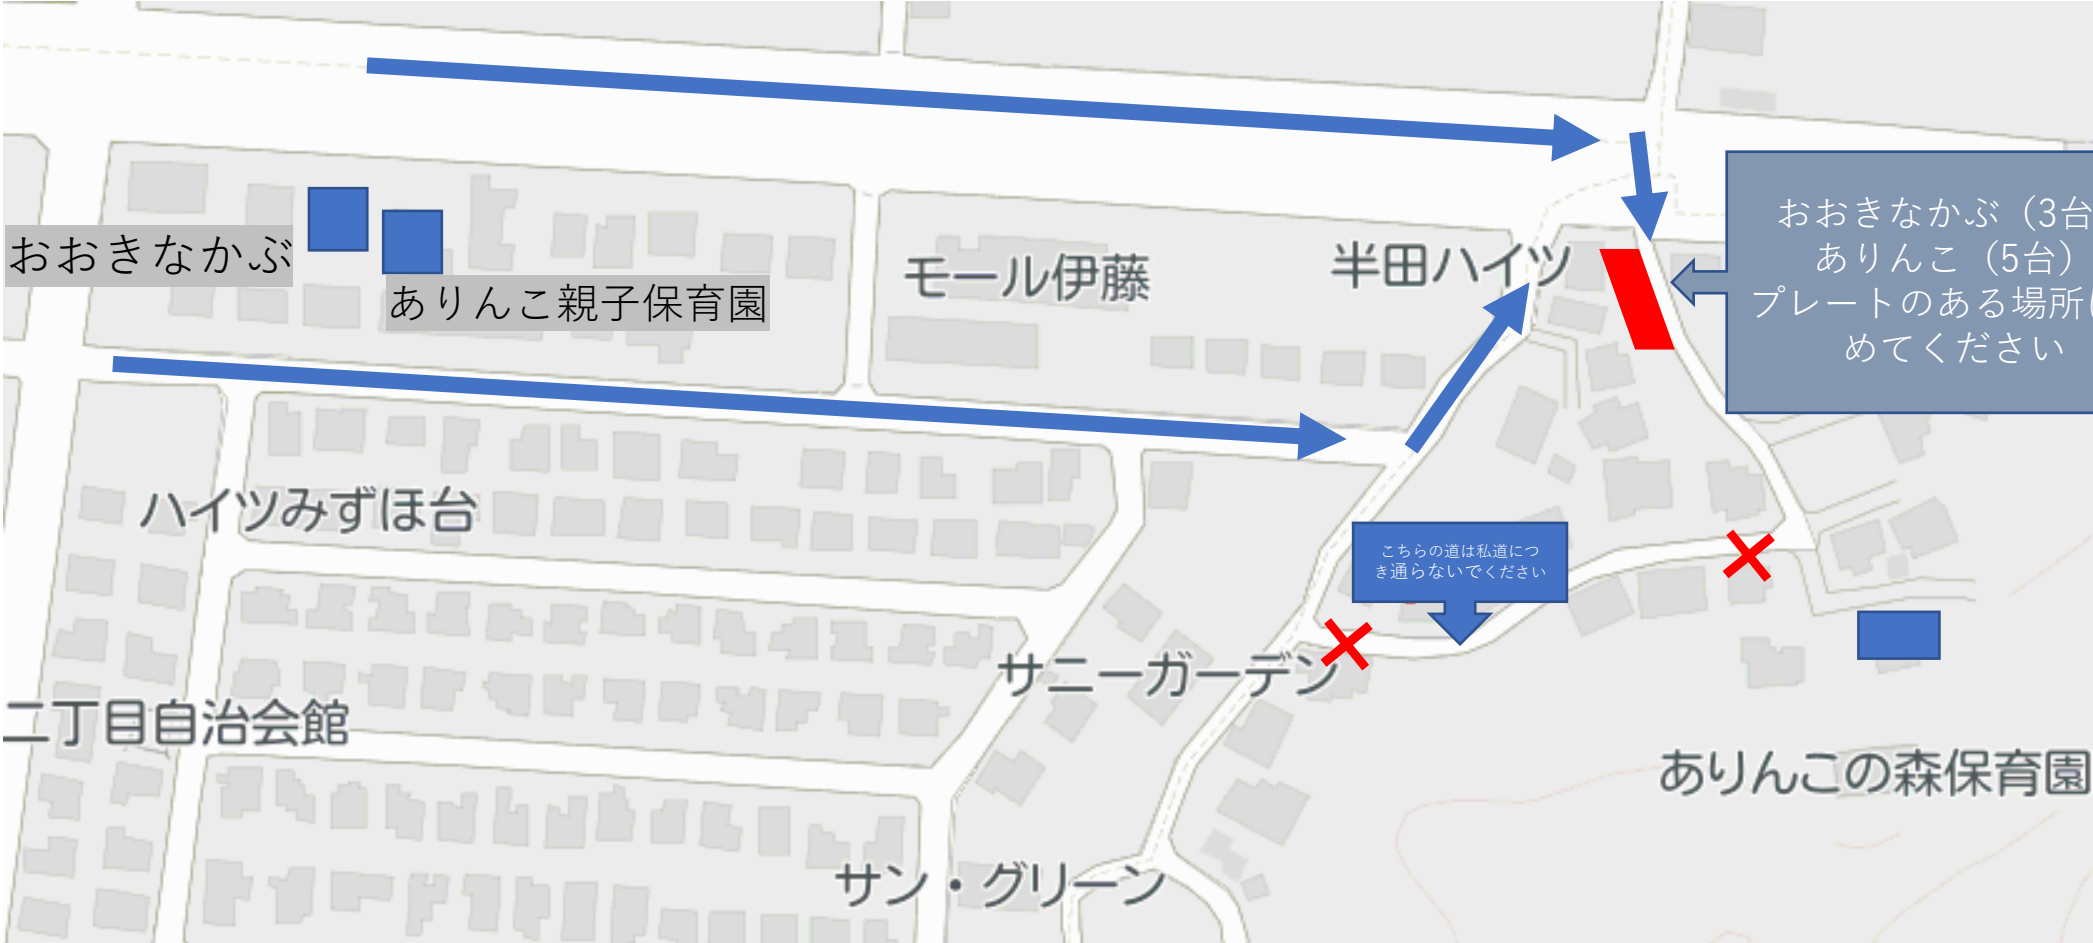 おおきなかぶ
ありんこ親子保育園
モール伊藤
半田ハイツ
おおきなかぶ（3台
ありんこ（5台）
プレートのある場所に
めてください
ハイツみずほ台
こちらの道は私道につ
き通らないでください
サニーガーデン
二丁目自治会館
ありんこの森保育園
サン・グリーン